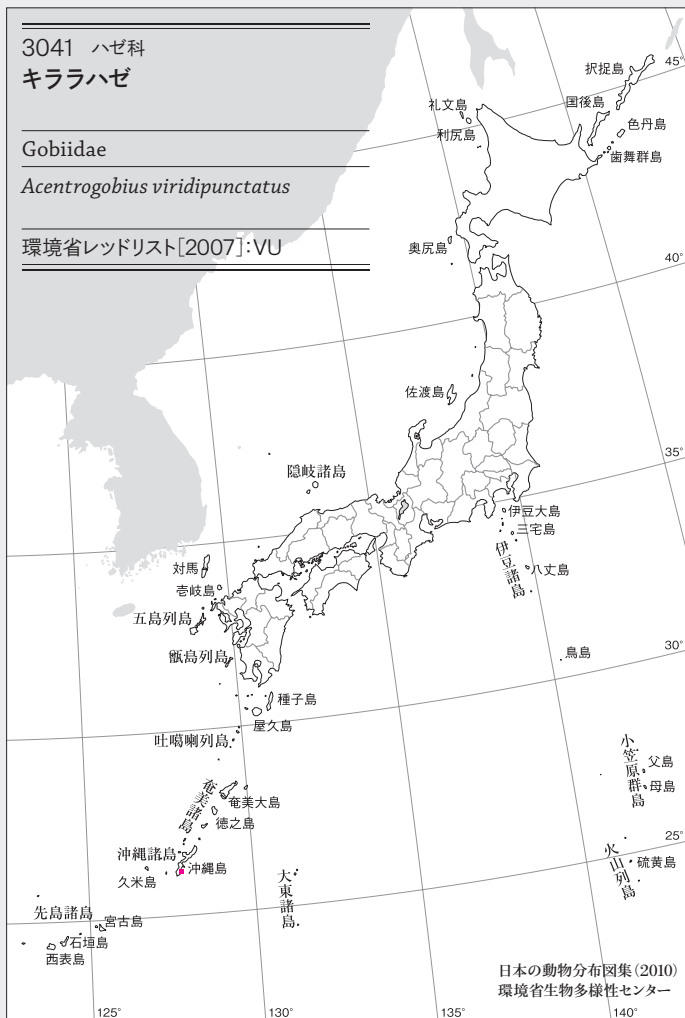 3041 ハゼ科
キララハゼ
Gobiidae
Acentrogobius viridipunctatus
環境省レッドリスト[2007]:VU
択捉島
45°
国後島
礼文島
色丹島
利尻島
歯舞群島
奥尻島
40°
佐渡島
35°
隠岐諸島
伊豆大島
三宅島
伊豆諸島
八丈島
対馬
壱岐島
五島列島
甑島列島
鳥島
30°
種子島
屋久島
吐噶喇列島
小笠原群島
父島
母島
奄美諸島
奄美大島
徳之島
25°
沖縄諸島
沖縄島
久米島
大東諸島
火山列島
硫黄島
先島諸島
宮古島
石垣島
西表島
日本の動物分布図集(2010)
環境省生物多様性センター
125°
130°
135°
140°